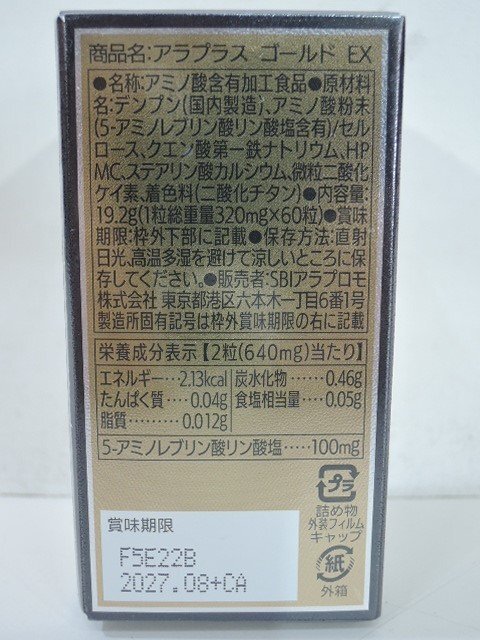 商品名:アラプラス ゴールド EX
●名称:アミノ酸含有加工食品●原材料
名:デンプン(国内製造)、アミノ酸粉末
(5-アミノレブリン酸リン酸塩含有)/セル
ロース、クエン酸第一鉄ナトリウム、HP
MC、ステアリン酸カルシウム、微粒二酸化
ケイ素、着色料(二酸化チタン)●内容量:
19.2g(1粒総重量320mg×60粒)●賞味
期限:枠外下部に記載●保存方法:直射
日光、高温多湿を避けて涼しいところに保
存してください。●販売者:SBIアラプロモ
株式会社 東京都港区六本木一丁目6番1号
製造所固有記号は枠外賞味期限の右に記載
栄養成分表示【2粒(640mg)当たり】
エネルギー…2.13kcal 炭水化物……0.46g
たんぱく質……0.04g 食塩相当量……0.05g
脂質…………0.012g
5-アミノレブリン酸リン酸塩……100mg
プラ
詰め物
外装フィルム
キャップ
紙
外箱
賞味期限
F5E22B
2027.08+CA